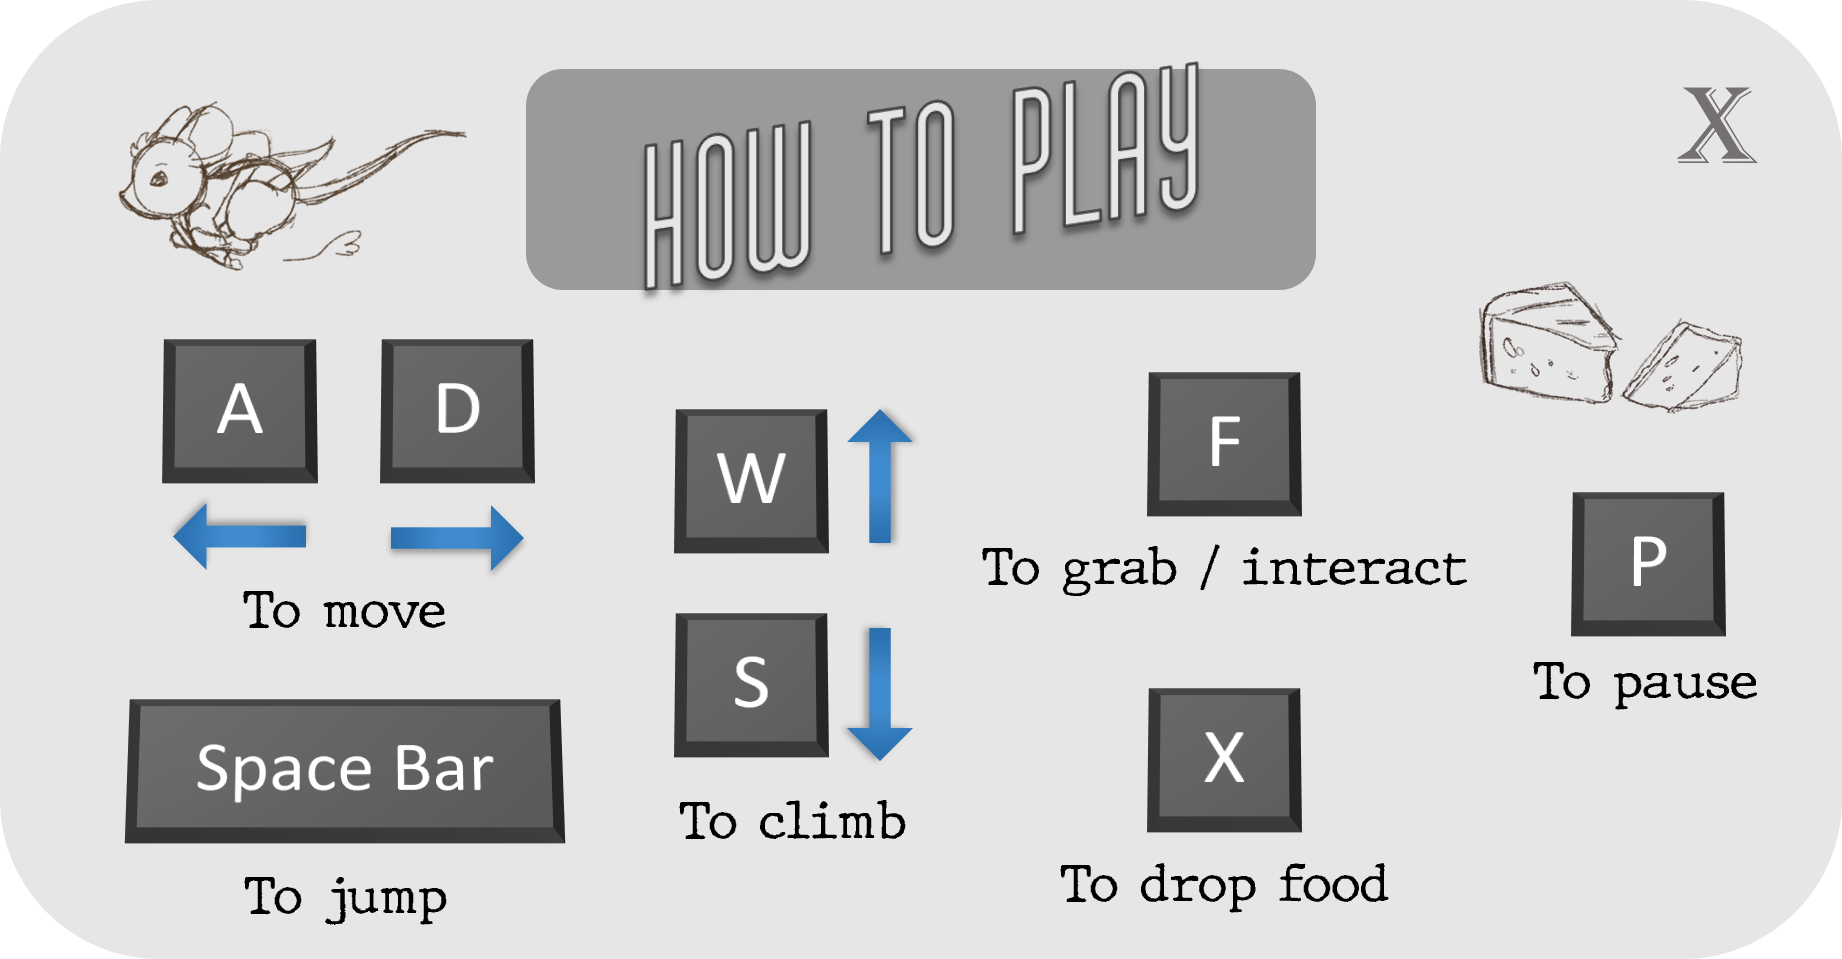 HOW TO PLAY
X
A D
To move
Space Bar
To jump
W
S
To climb
F
To grab / interact
X
To drop food
P
To pause